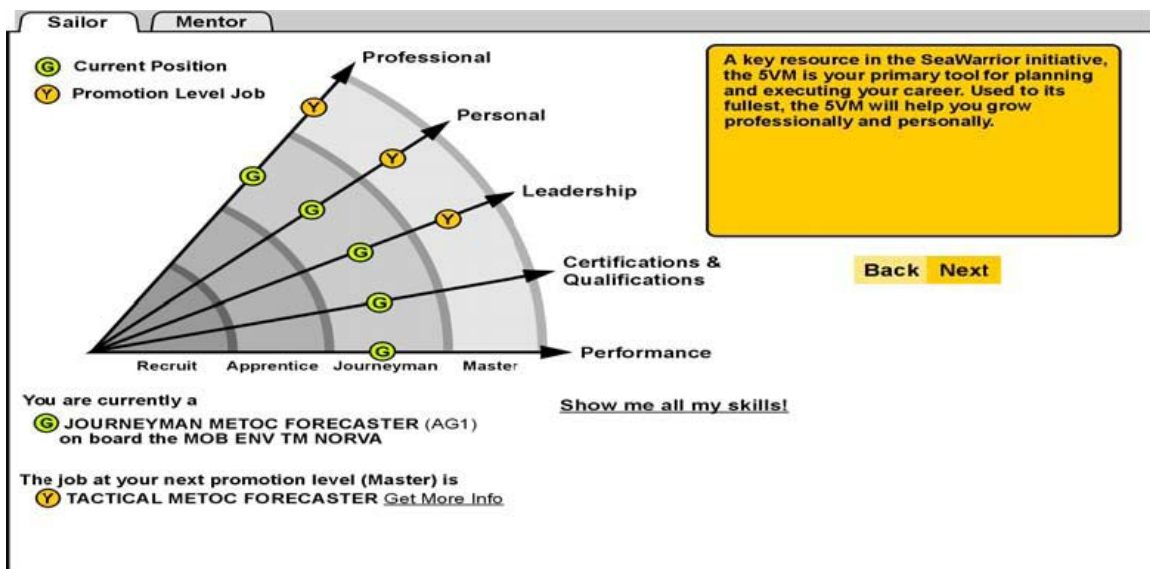 Sailor
Mentor
G Current Position
Y Promotion Level Job
Professional
Personal
Leadership
Certifications &
Qualifications
Performance
Y
Y
Y
G
G
G
G
G
Recruit
Apprentice
Journeyman
Master
A key resource in the SeaWarrior initiative,
the 5VM is your primary tool for planning
and executing your career. Used to its
fullest, the 5VM will help you grow
professionally and personally.
Back
Next
You are currently a
G JOURNEYMAN METOC FORECASTER (AG1)
on board the MOB ENV TM NORVA
Show me all my skills!
The job at your next promotion level (Master) is
Y TACTICAL METOC FORECASTER Get More Info